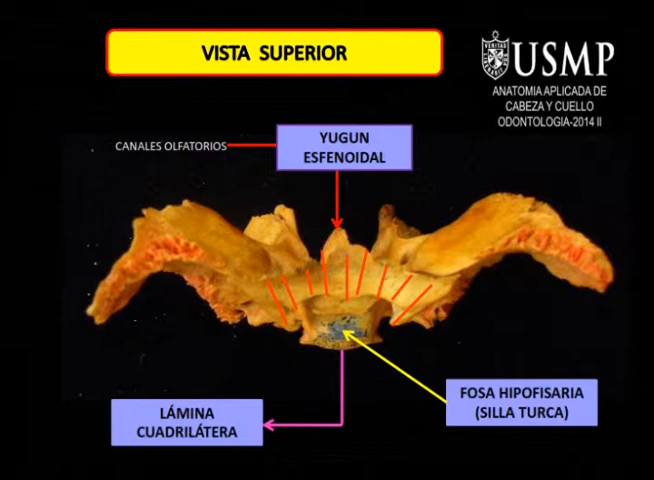 VISTA SUPERIOR
USMP
ANATOMIA APLICADA DE
CABEZA Y CUELLO
ODONTOLOGIA-2014 II
CANALES OLFATORIOS
YUGUN
ESFENOIDAL
FOSA HIPOFISARIA
(SILLA TURCA)
LÁMINA
CUADRILÁTERA